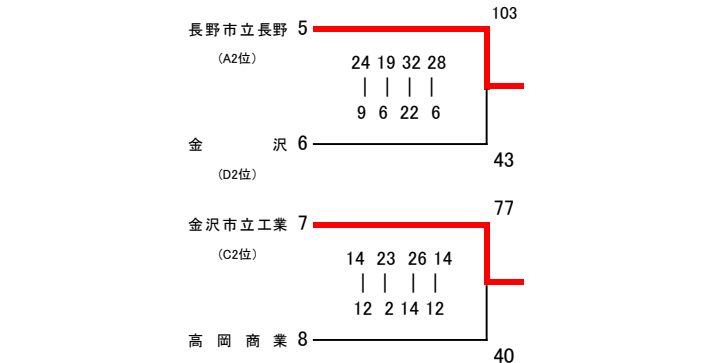 103
長野市立長野 5
（A2位）
24 19 32 28
| | | |
9 6 22 6
金沢 6
43
（D2位）
77
金沢市立工業 7
（C2位）
14 23 26 14
| | | |
12 2 14 12
高岡商業 8
40